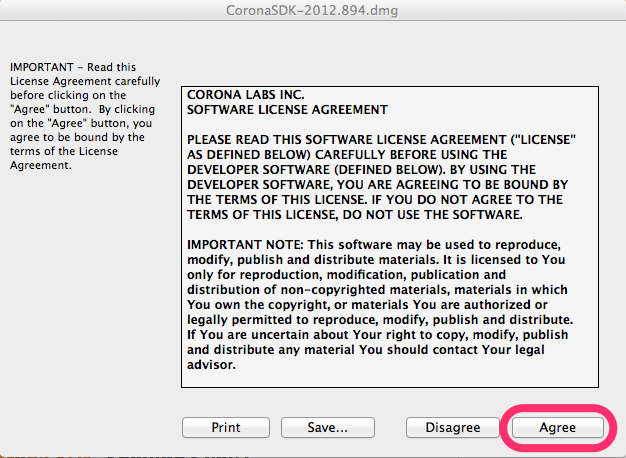 CoronaSDK-2012.894.dmg
IMPORTANT - Read this
License Agreement carefully
before clicking on the
"Agree" button.  By clicking
on the "Agree" button, you
agree to be bound by the
terms of the License
Agreement.
CORONA LABS INC.
SOFTWARE LICENSE AGREEMENT
PLEASE READ THIS SOFTWARE LICENSE AGREEMENT ("LICENSE"
AS DEFINED BELOW) CAREFULLY BEFORE USING THE
DEVELOPER SOFTWARE (DEFINED BELOW). BY USING THE
DEVELOPER SOFTWARE, YOU ARE AGREEING TO BE BOUND BY
THE TERMS OF THIS LICENSE. IF YOU DO NOT AGREE TO THE
TERMS OF THIS LICENSE, DO NOT USE THE SOFTWARE.
IMPORTANT NOTE: This software may be used to reproduce,
modify, publish and distribute materials. It is licensed to You
only for reproduction, modification, publication and
distribution of non-copyrighted materials, materials in which
You own the copyright, or materials You are authorized or
legally permitted to reproduce, modify, publish and distribute.
If You are uncertain about Your right to copy, modify, publish
and distribute any material You should contact Your legal
advisor.
Print
Save...
Disagree
Agree